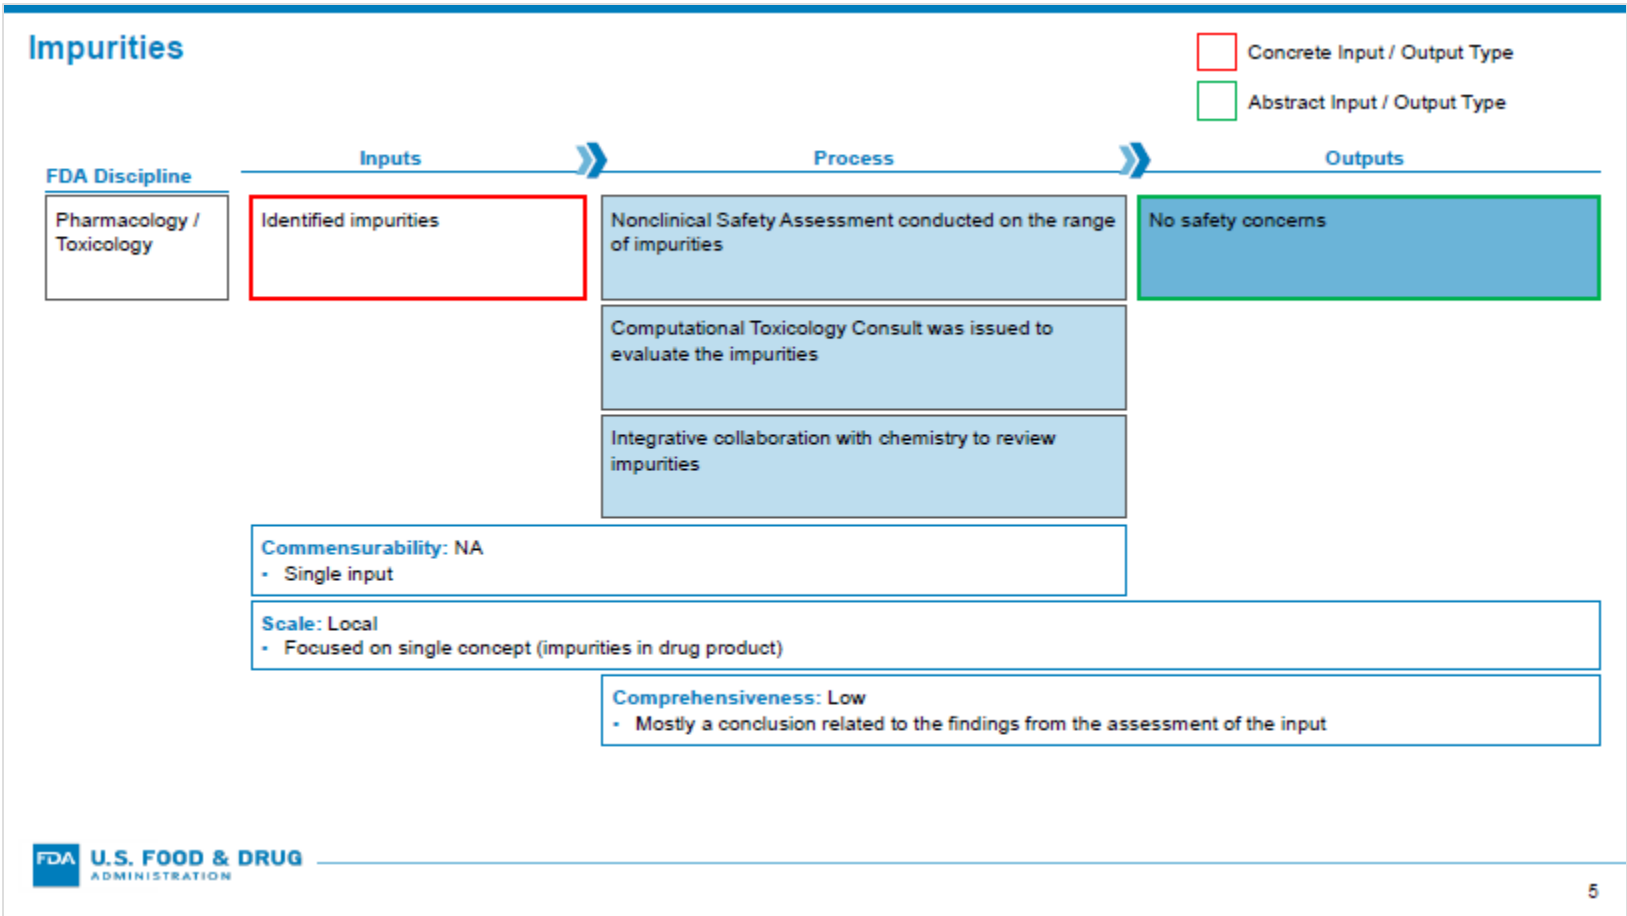 Impurities
Concrete Input / Output Type
Abstract Input / Output Type
FDA Discipline
Inputs
Process
Outputs
Pharmacology /
Toxicology
Identified impurities
Nonclinical Safety Assessment conducted on the range
of impurities
No safety concerns
Computational Toxicology Consult was issued to
evaluate the impurities
Integrative collaboration with chemistry to review
impurities
Commensurability: NA
• Single input
Scale: Local
• Focused on single concept (impurities in drug product)
Comprehensiveness: Low
• Mostly a conclusion related to the findings from the assessment of the input
FDA U.S. FOOD & DRUG
ADMINISTRATION
5